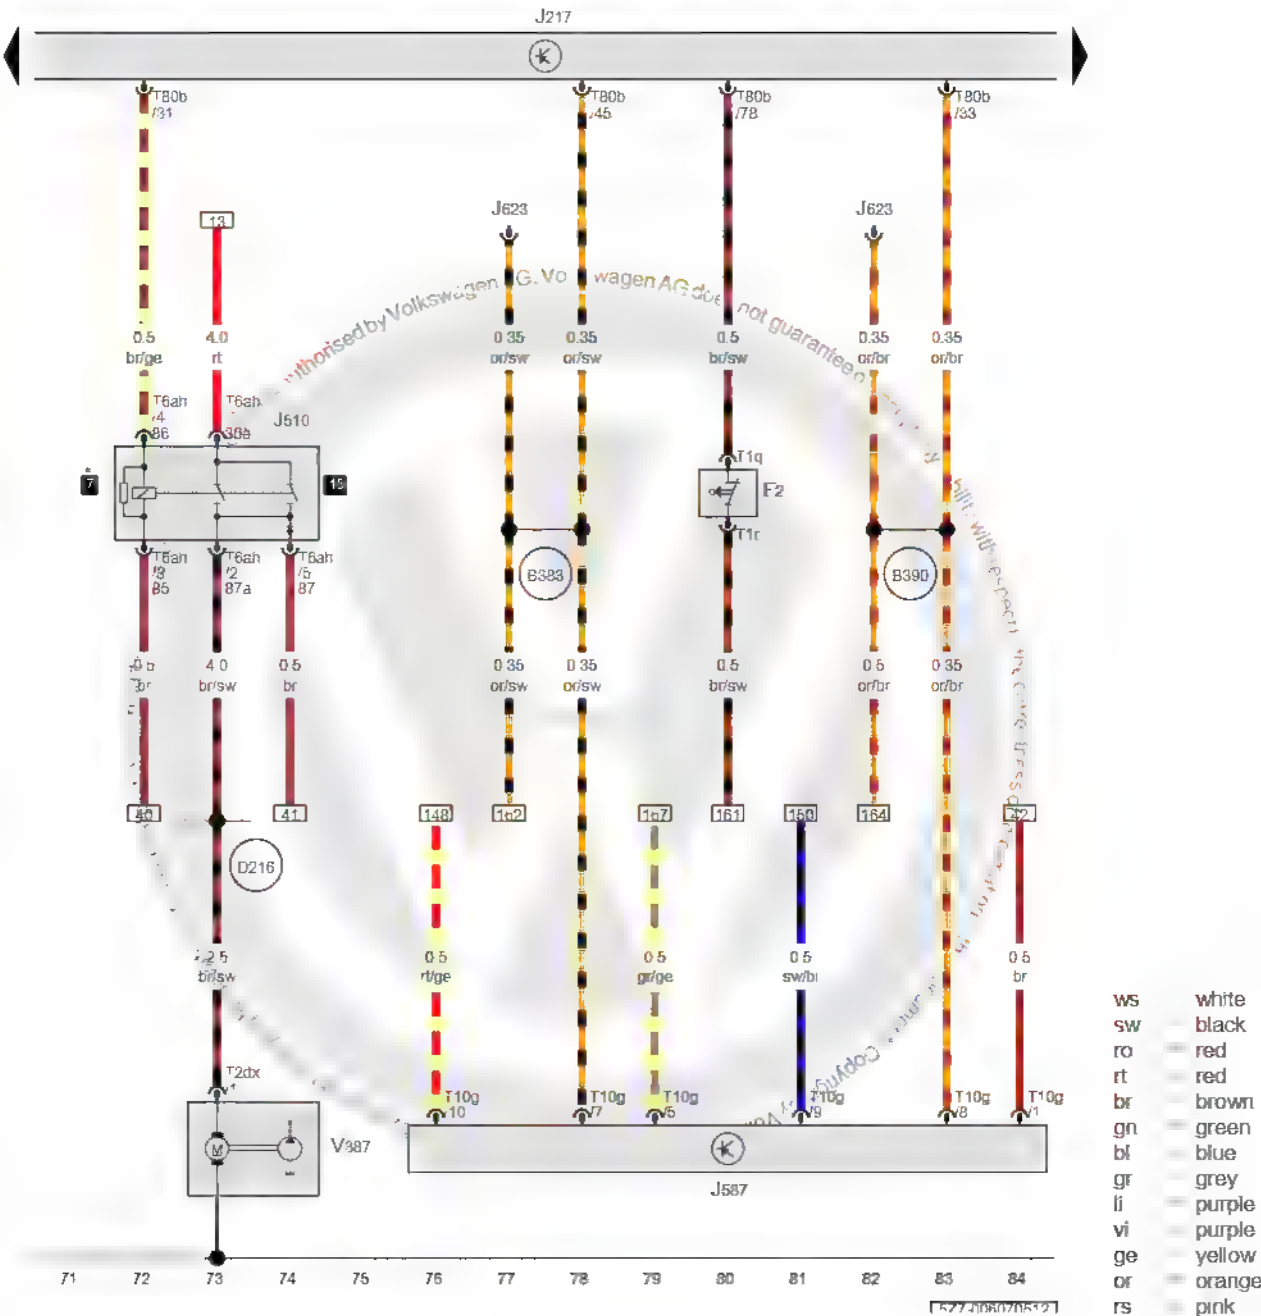 J217
K
T80b
/31
T80b
/45
T80b
/78
T80b
/33
13
J623
J623
0.5
br/ge
4.0
rt
0.35
or/sw
0.35
or/sw
0.5
br/sw
0.35
or/br
0.35
or/br
T6ah
/4
86
T6ah
30a
J510
* 7
15
T1q
F2
T1r
T6ah
/3
85
T6ah
/2
87a
T6ah
/5
87
B383
B390
0.5
br
4.0
br/sw
0.5
br
0.35
or/sw
0.35
or/sw
0.5
br/sw
0.5
or/br
0.35
or/br
40
41
148
161
150
164
42
D216
2.5
br/sw
0.5
rt/ge
0.5
gr/ge
0.5
sw/bl
0.5
br
T2dx
/1
T10g
/10
T10g
/7
T10g
/5
T10g
/9
T10g
/8
T10g
/1
M
V387
K
J587
71 72 73 74 75 76 77 78 79 80 81 82 83 84
ws = white
sw = black
ro = red
rt = red
br = brown
gn = green
bl = blue
gr = grey
li = purple
vi = purple
ge = yellow
or = orange
rs = pink